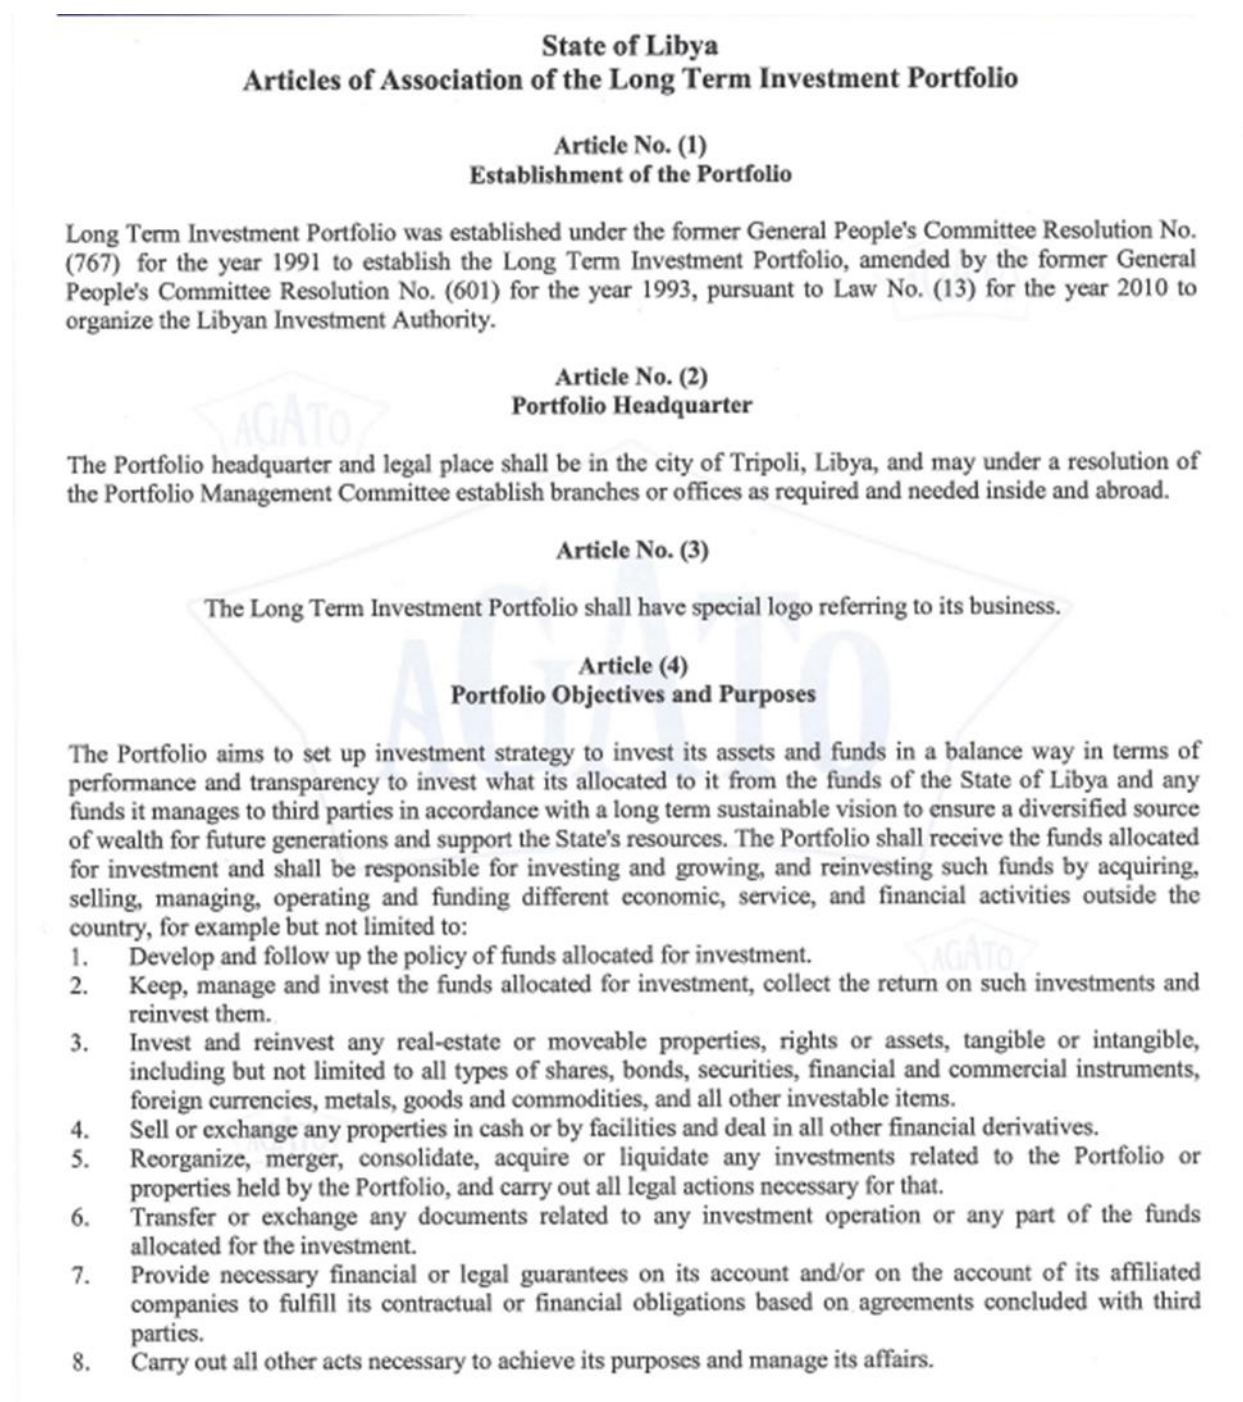 State of Libya
Articles of Association of the Long Term Investment Portfolio
Article No. (1)
Establishment of the Portfolio
Long Term Investment Portfolio was established under the former General People's Committee Resolution No.
(767) for the year 1991 to establish the Long Term Investment Portfolio, amended by the former General
People's Committee Resolution No. (601) for the year 1993, pursuant to Law No. (13) for the year 2010 to
organize the Libyan Investment Authority.
Article No. (2)
Portfolio Headquarter
AGATO
The Portfolio headquarter and legal place shall be in the city of Tripoli, Libya, and may under a resolution of
the Portfolio Management Committee establish branches or offices as required and needed inside and abroad.
Article No. (3)
The Long Term Investment Portfolio shall have special logo referring to its business.
AGATO
Article (4)
Portfolio Objectives and Purposes
The Portfolio aims to set up investment strategy to invest its assets and funds in a balance way in terms of
performance and transparency to invest what its allocated to it from the funds of the State of Libya and any
funds it manages to third parties in accordance with a long term sustainable vision to ensure a diversified source
of wealth for future generations and support the State's resources. The Portfolio shall receive the funds allocated
for investment and shall be responsible for investing and growing, and reinvesting such funds by acquiring,
selling, managing, operating and funding different economic, service, and financial activities outside the
country, for example but not limited to:
AGATO
1. Develop and follow up the policy of funds allocated for investment.
2. Keep, manage and invest the funds allocated for investment, collect the return on such investments and
reinvest them.
3. Invest and reinvest any real-estate or moveable properties, rights or assets, tangible or intangible,
including but not limited to all types of shares, bonds, securities, financial and commercial instruments,
foreign currencies, metals, goods and commodities, and all other investable items.
4. Sell or exchange any properties in cash or by facilities and deal in all other financial derivatives.
5. Reorganize, merger, consolidate, acquire or liquidate any investments related to the Portfolio or
properties held by the Portfolio, and carry out all legal actions necessary for that.
6. Transfer or exchange any documents related to any investment operation or any part of the funds
allocated for the investment.
7. Provide necessary financial or legal guarantees on its account and/or on the account of its affiliated
companies to fulfill its contractual or financial obligations based on agreements concluded with third
parties.
8. Carry out all other acts necessary to achieve its purposes and manage its affairs.